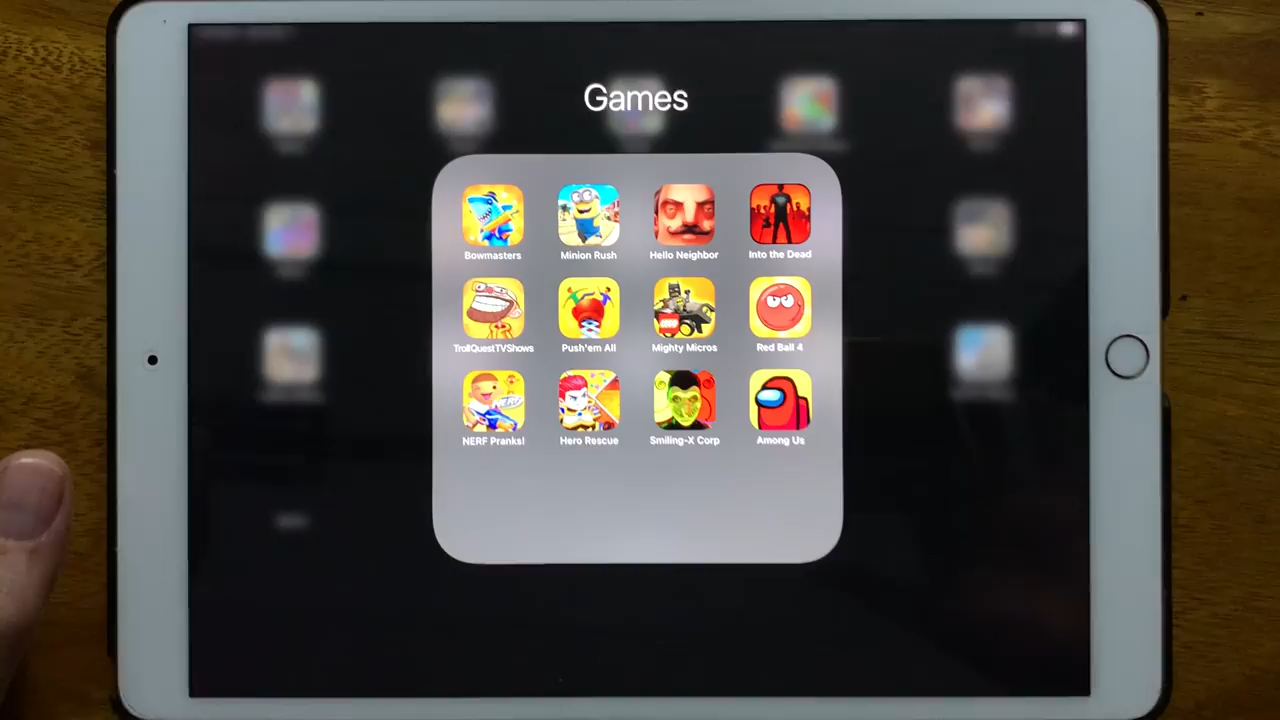 Games
Bowmasters
Minion Rush
Hello Neighbor
Into the Dead
TrollQuestTVShows
Push'em All
Mighty Micros
Red Ball 4
NERF
NERF Pranks!
Hero Rescue
Smiling-X Corp
Among Us